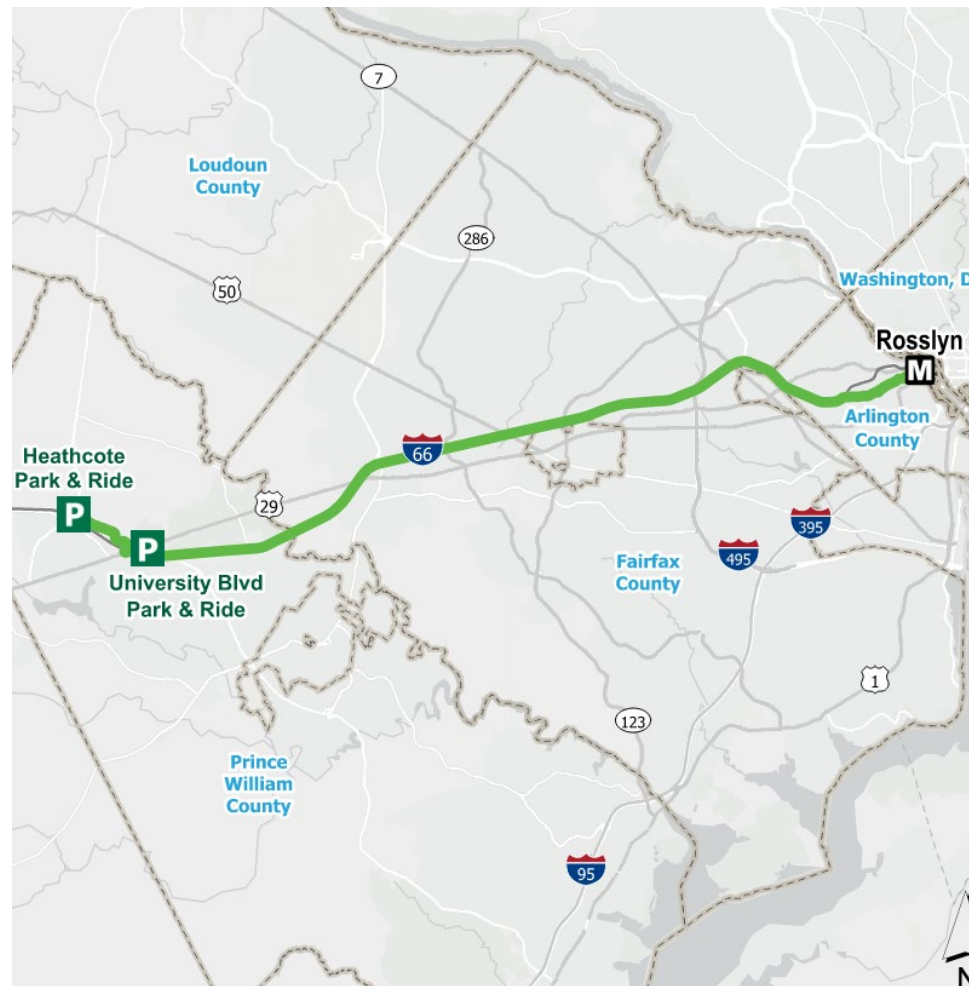 7
Loudoun
County
286
50
Washington, D
Rosslyn
M
Arlington
County
66
Heathcote
Park & Ride
P
29
P
395
495
University Blvd
Park & Ride
Fairfax
County
1
123
Prince
William
County
95
N